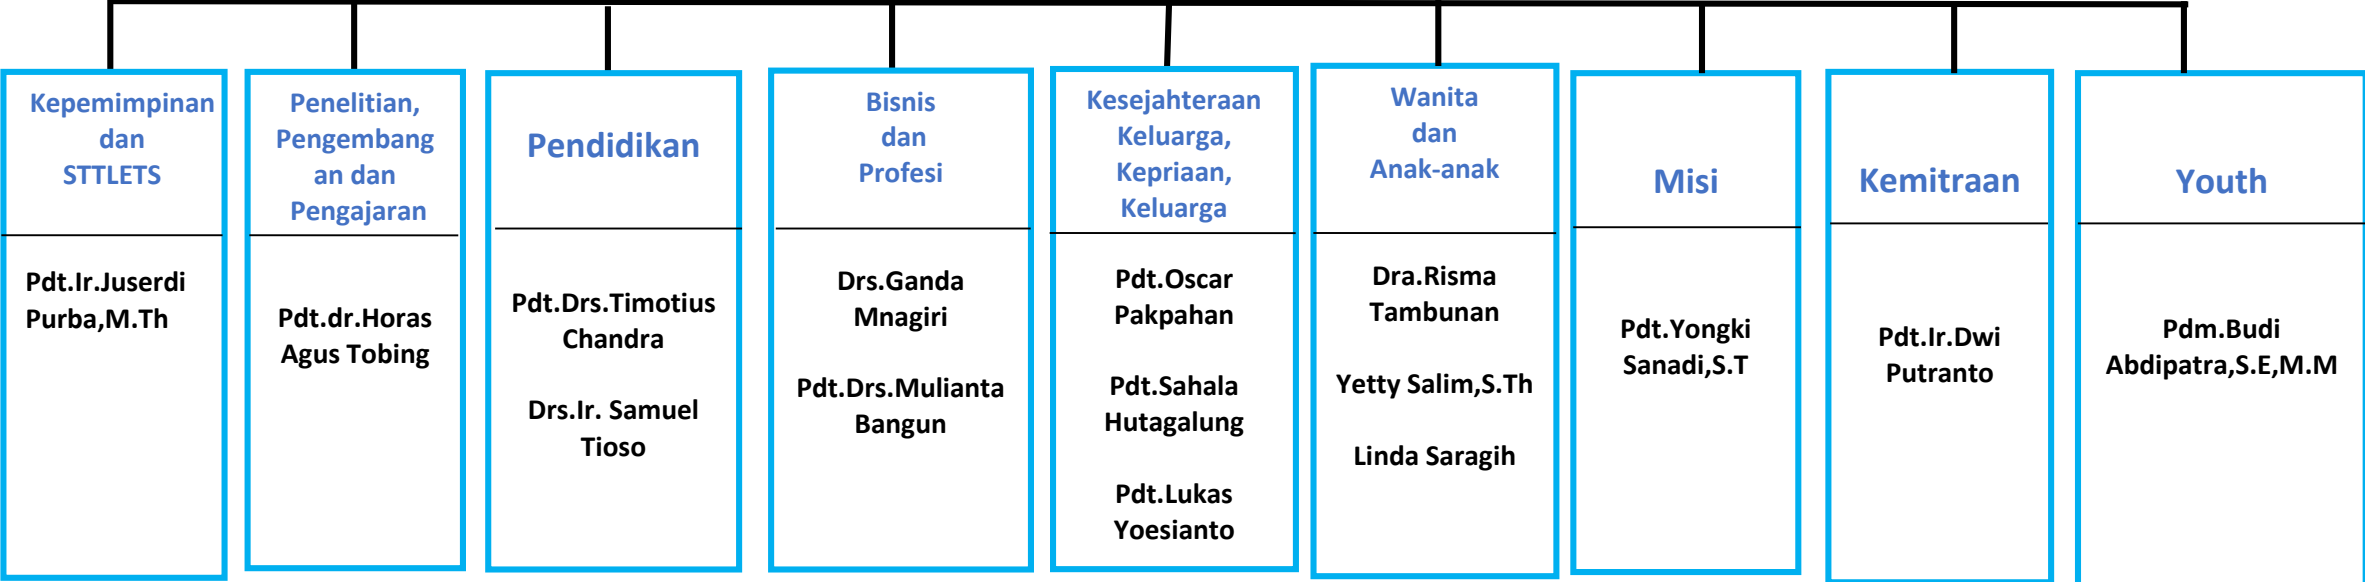 Kepemimpinan
dan
STTLETS
Pdt.Ir.Juserdi
Purba,M.Th
Penelitian,
Pengembang
an dan
Pengajaran
Pdt.dr.Horas
Agus Tobing
Pendidikan
Pdt.Drs.Timotius
Chandra
Drs.Ir. Samuel
Tioso
Bisnis
dan
Profesi
Drs.Ganda
Mnagiri
Pdt.Drs.Mulianta
Bangun
Kesejahteraan
Keluarga,
Kepriaan,
Keluarga
Pdt.Oscar
Pakpahan
Pdt.Sahala
Hutagalung
Pdt.Lukas
Yoesianto
Wanita
dan
Anak-anak
Dra.Risma
Tambunan
Yetty Salim,S.Th
Linda Saragih
Misi
Pdt.Yongki
Sanadi,S.T
Kemitraan
Pdt.Ir.Dwi
Putranto
Youth
Pdm.Budi
Abdipatra,S.E,M.M